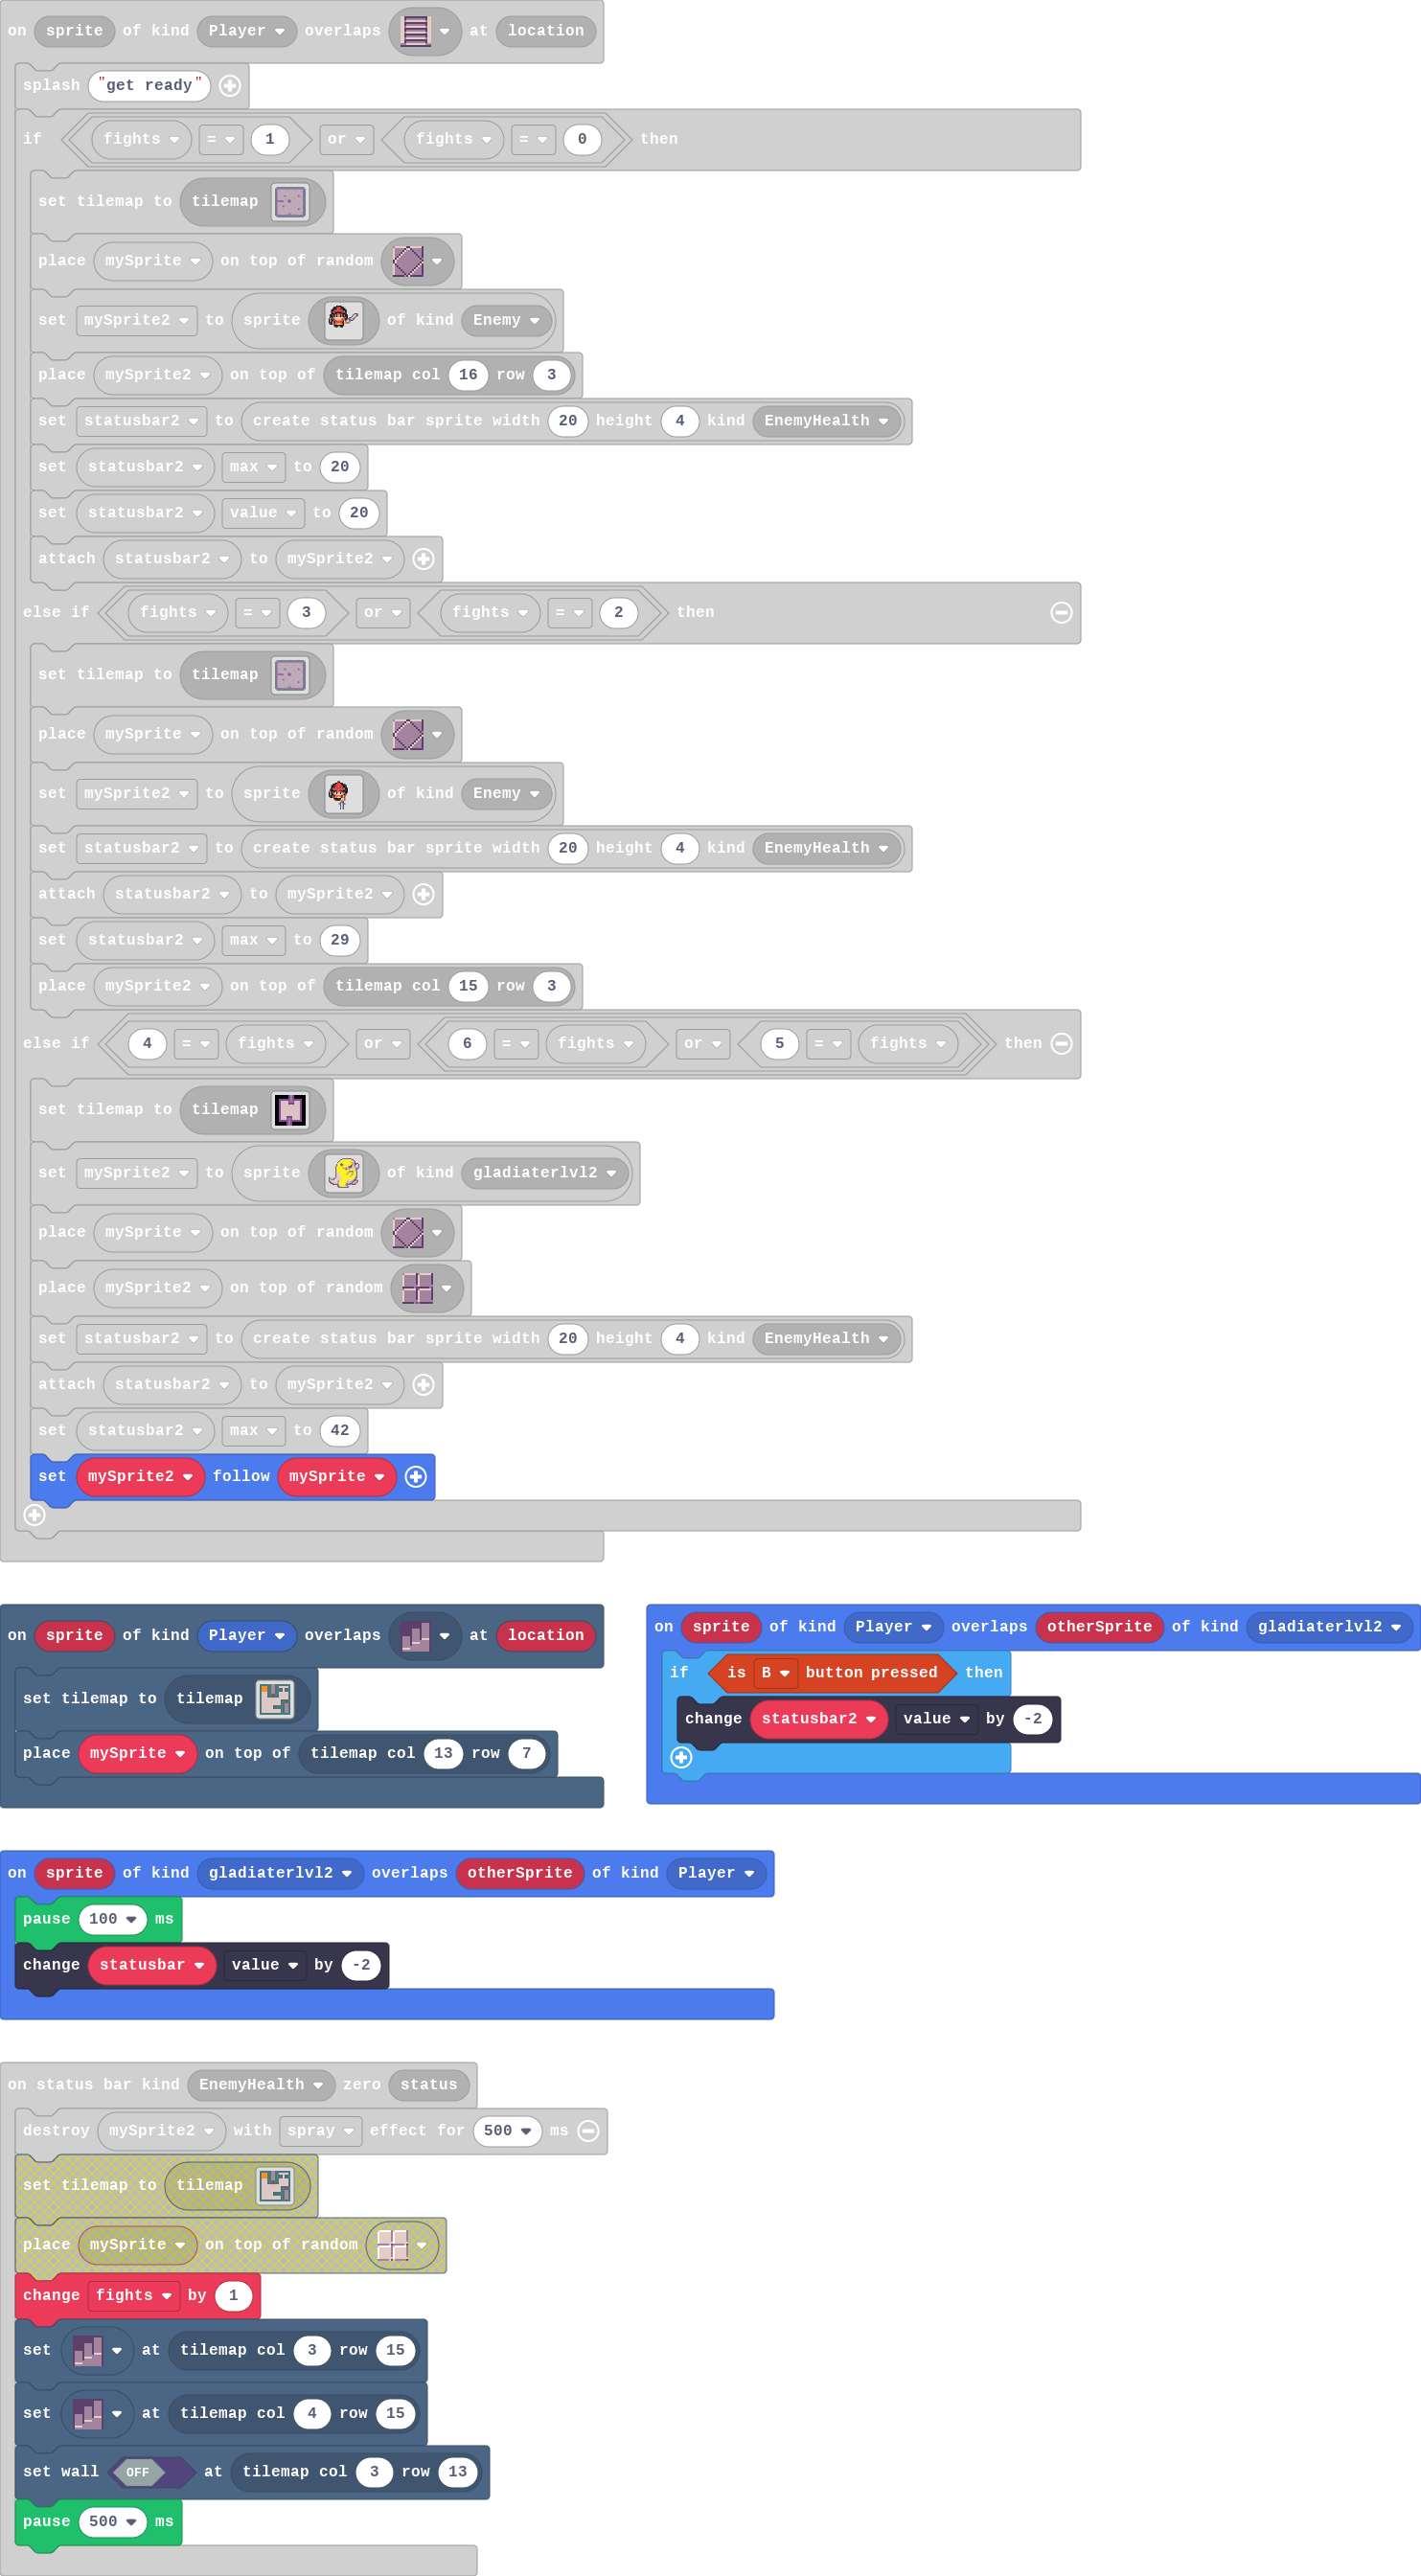 on sprite of kind Player overlaps at location
splash "get ready"
if fights = 1 or fights = 0 then
set tilemap to tilemap
place mySprite on top of random
set mySprite2 to sprite of kind Enemy
place mySprite2 on top of tilemap col 16 row 3
set statusbar2 to create status bar sprite width 20 height 4 kind EnemyHealth
set statusbar2 max to 20
set statusbar2 value to 20
attach statusbar2 to mySprite2
else if fights = 3 or fights = 2 then
set tilemap to tilemap
place mySprite on top of random
set mySprite2 to sprite of kind Enemy
set statusbar2 to create status bar sprite width 20 height 4 kind EnemyHealth
attach statusbar2 to mySprite2
set statusbar2 max to 29
place mySprite2 on top of tilemap col 15 row 3
else if 4 = fights or 6 = fights or 5 = fights then
set tilemap to tilemap
set mySprite2 to sprite of kind gladiaterlvl2
place mySprite on top of random
place mySprite2 on top of random
set statusbar2 to create status bar sprite width 20 height 4 kind EnemyHealth
attach statusbar2 to mySprite2
set statusbar2 max to 42
set mySprite2 follow mySprite
on sprite of kind Player overlaps at location
set tilemap to tilemap
place mySprite on top of tilemap col 13 row 7
on sprite of kind Player overlaps otherSprite of kind gladiaterlvl2
if is B button pressed then
change statusbar2 value by -2
on sprite of kind gladiaterlvl2 overlaps otherSprite of kind Player
pause 100 ms
change statusbar value by -2
on status bar kind EnemyHealth zero status
destroy mySprite2 with spray effect for 500 ms
set tilemap to tilemap
place mySprite on top of random
change fights by 1
set at tilemap col 3 row 15
set at tilemap col 4 row 15
set wall OFF at tilemap col 3 row 13
pause 500 ms